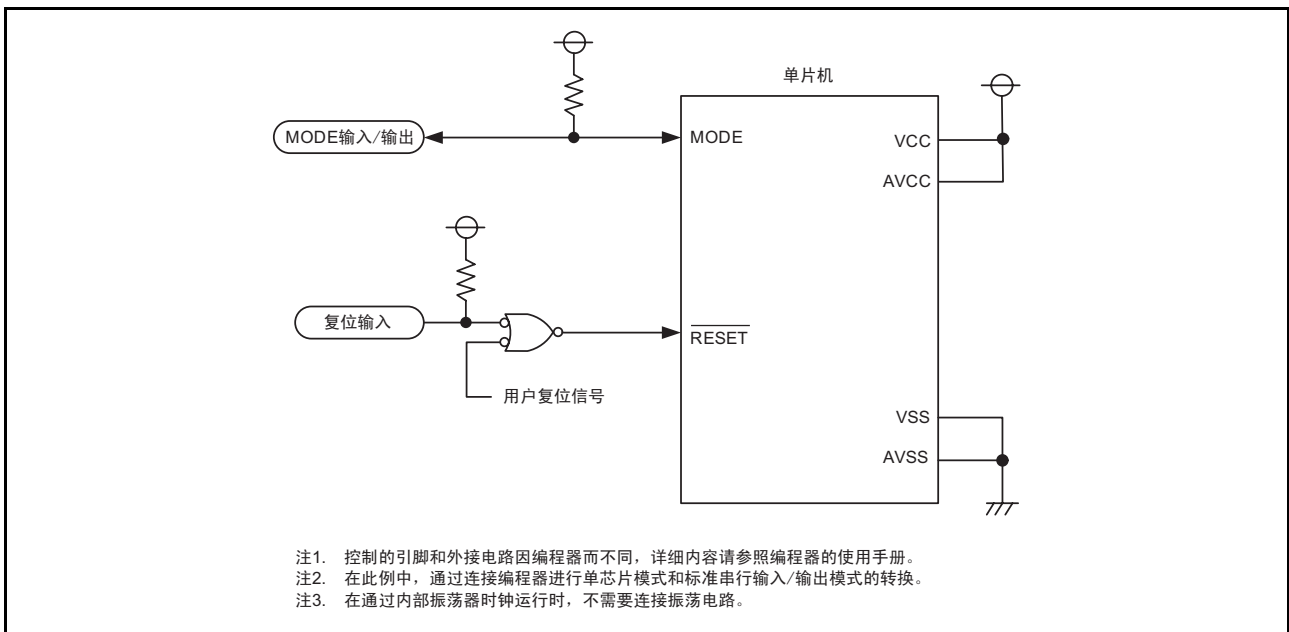 单片机
MODE输入/输出
MODE
VCC
AVCC
复位输入
RESET
用户复位信号
VSS
AVSS
注1. 控制的引脚和外接电路因编程器而不同，详细内容请参照编程器的使用手册。
注2. 在此例中，通过连接编程器进行单芯片模式和标准串行输入/输出模式的转换。
注3. 在通过内部振荡器时钟运行时，不需要连接振荡电路。